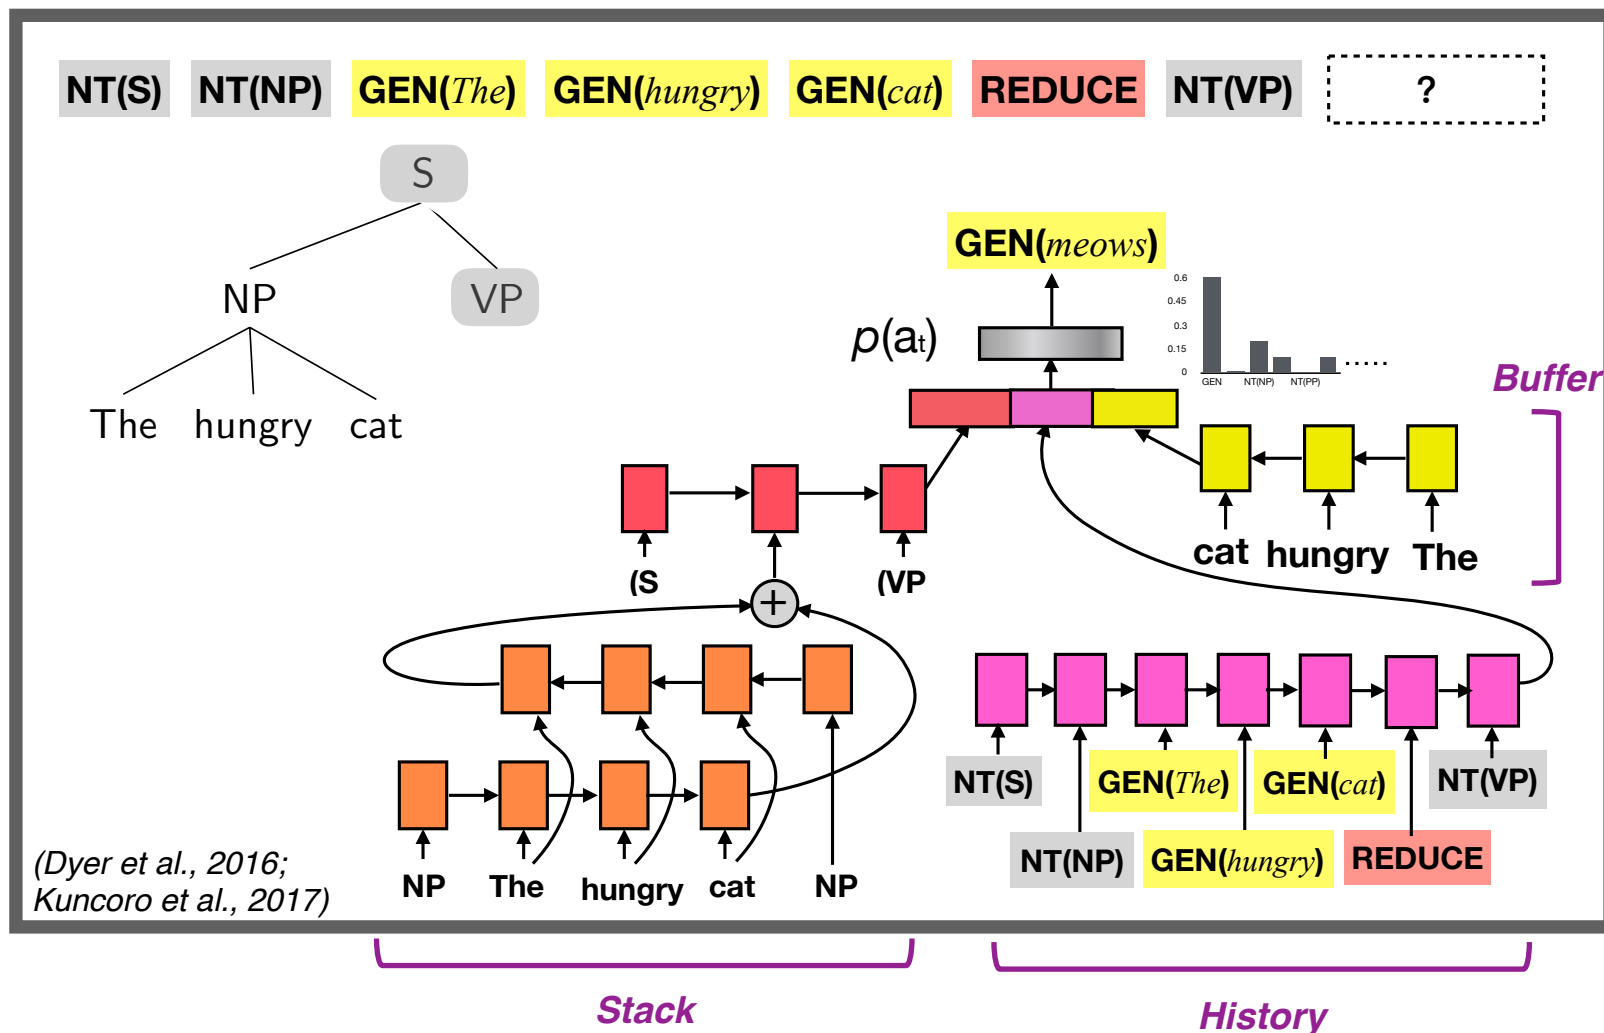 NT(S) NT(NP) GEN(The) GEN(hungry) GEN(cat) REDUCE NT(VP) ?
S
NP VP
The hungry cat
GEN(meows)
p(at)
0.6
0.45
0.3
0.15
0
GEN NT(NP) NT(PP)
.....
Buffer
cat hungry The
(S (VP
+
NT(S) GEN(The) GEN(cat) NT(VP)
NT(NP) GEN(hungry) REDUCE
NP The hungry cat NP
(Dyer et al., 2016;
Kuncoro et al., 2017)
Stack
History